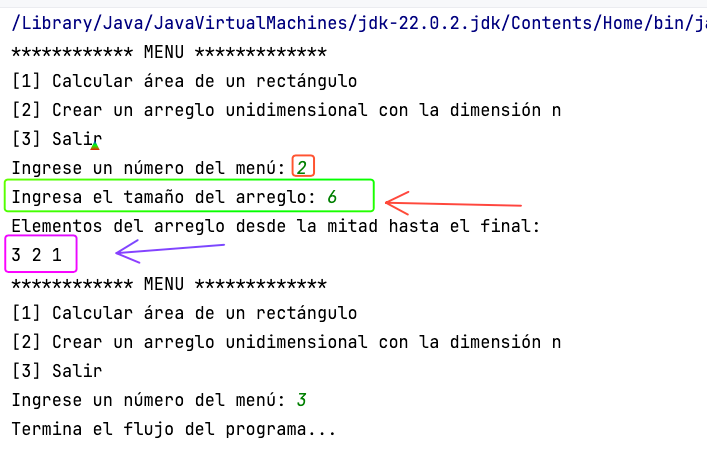 /Library/Java/JavaVirtualMachines/jdk-22.0.2.jdk/Contents/Home/bin/ja
************ MENU *************
[1] Calcular área de un rectángulo
[2] Crear un arreglo unidimensional con la dimensión n
[3] Salir
Ingrese un número del menú: 2
Ingresa el tamaño del arreglo: 6
Elementos del arreglo desde la mitad hasta el final:
3 2 1
************ MENU *************
[1] Calcular área de un rectángulo
[2] Crear un arreglo unidimensional con la dimensión n
[3] Salir
Ingrese un número del menú: 3
Termina el flujo del programa...